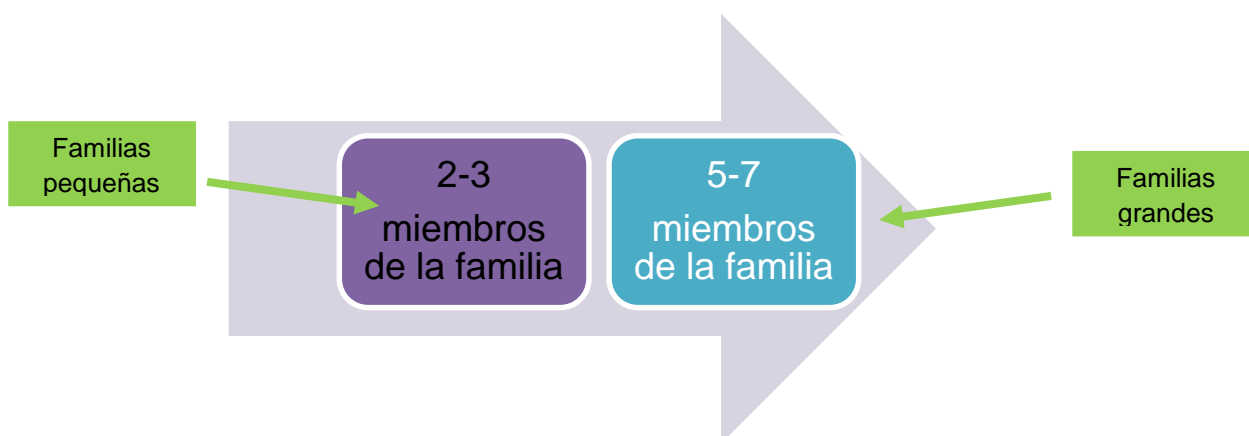 Familias
pequeñas
2-3
miembros
de la familia
5-7
miembros
de la familia
Familias
grandes